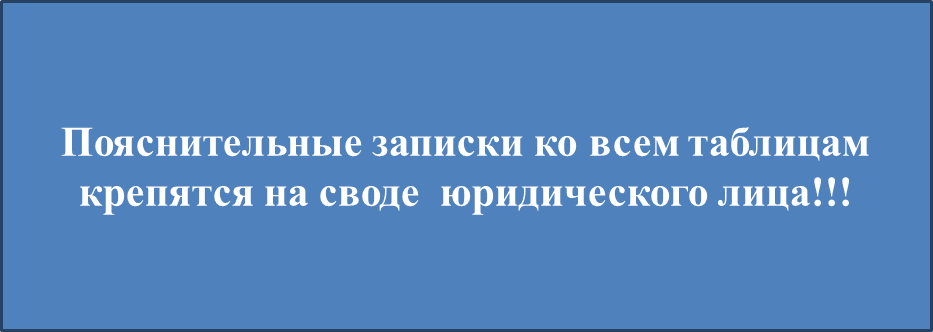 Пояснительные записки ко всем таблицам
крепятся на своде  юридического лица!!!